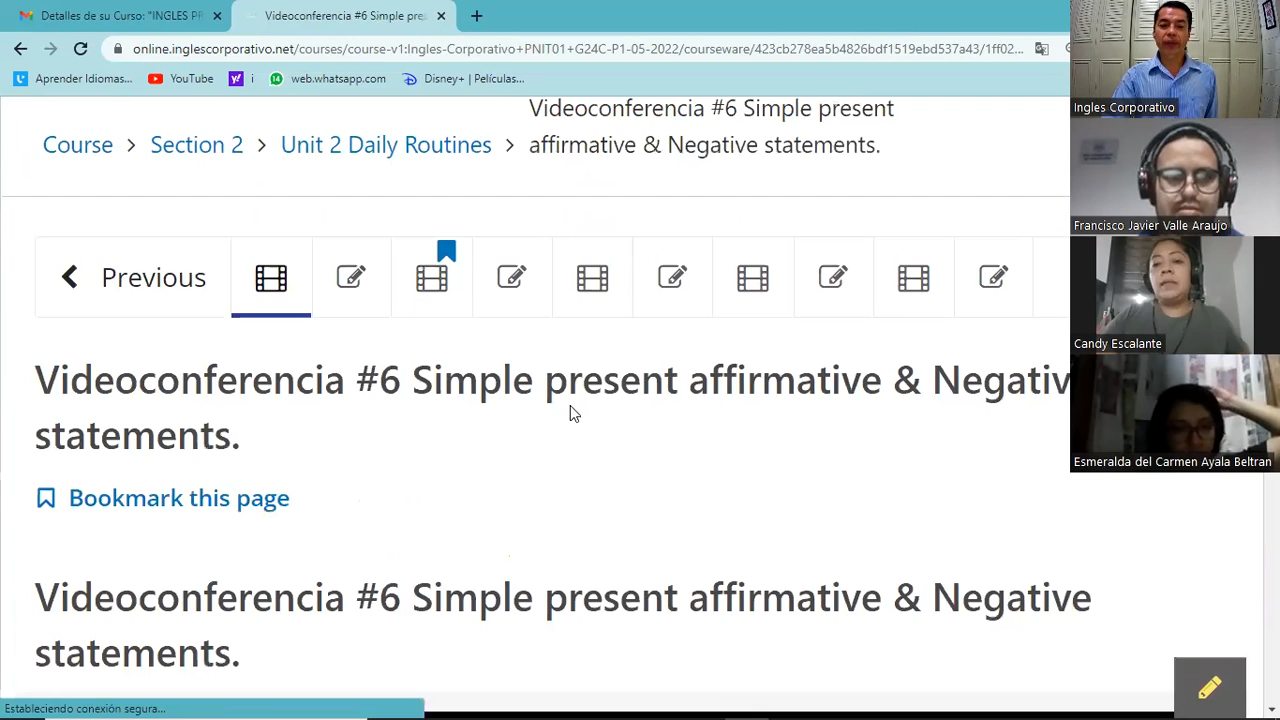 Detalles de su Curso: "INGLES PR
Videoconferencia #6 Simple pre
online.inglescorporativo.net/courses/course-v1:Ingles-Corporativo+PNIT01+G24C-P1-05-2022/courseware/423cb278ea5b4826bdf1519ebd537a43/1ff02...
Aprender Idiomas...
YouTube
i
14
web.whatsapp.com
Disney+ | Películas...
Videoconferencia #6 Simple present
Course > Section 2 > Unit 2 Daily Routines > affirmative & Negative statements.
Previous
Videoconferencia #6 Simple present affirmative & Negativ
statements.
Bookmark this page
Videoconferencia #6 Simple present affirmative & Negative
statements.
Estableciendo conexión segura...
Ingles Corporativo
Francisco Javier Valle Araujo
Candy Escalante
Esmeralda del Carmen Ayala Beltran